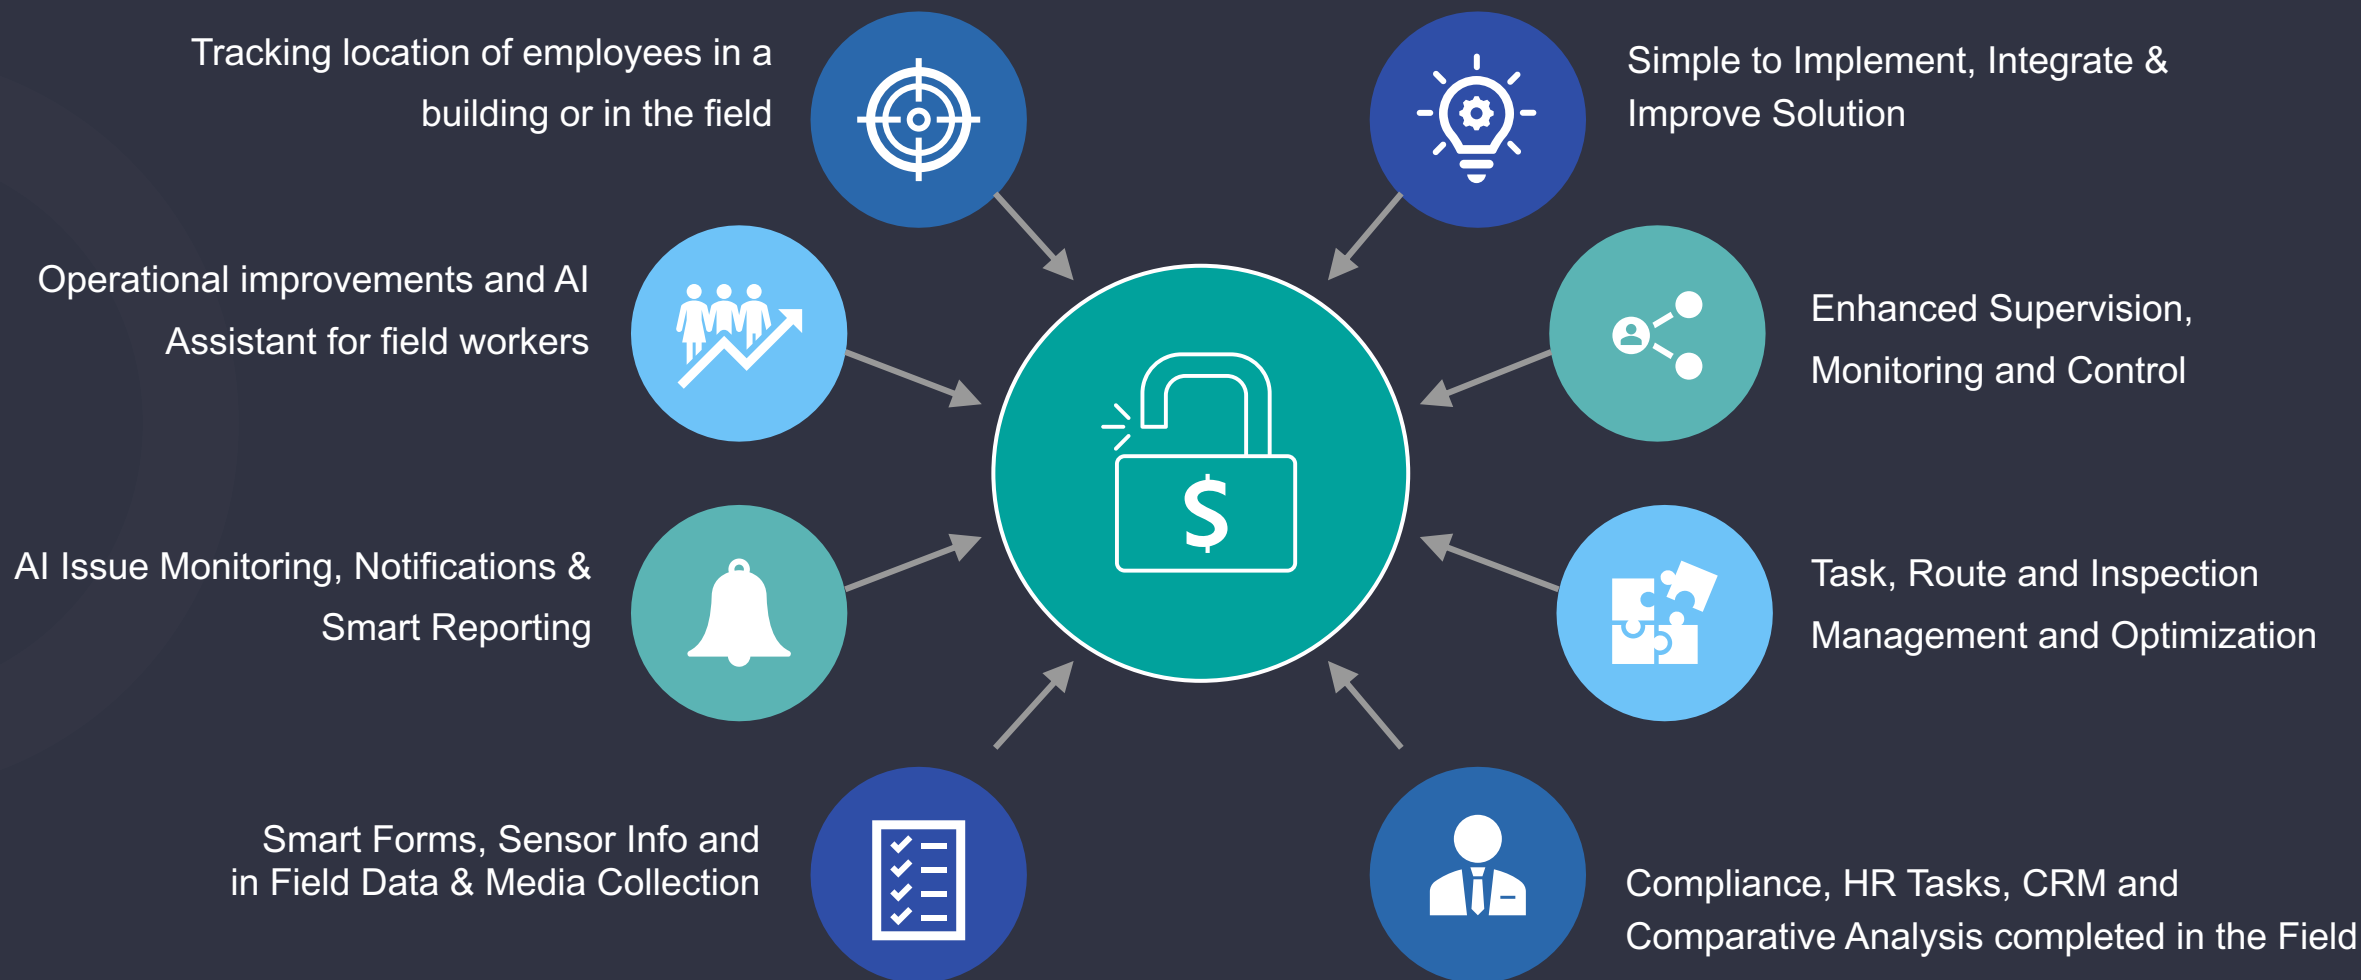 Tracking location of employees in a
building or in the field
Simple to Implement, Integrate &
Improve Solution
Operational improvements and AI
Assistant for field workers
Enhanced Supervision,
Monitoring and Control
$
AI Issue Monitoring, Notifications &
Smart Reporting
Task, Route and Inspection
Management and Optimization
Smart Forms, Sensor Info and
in Field Data & Media Collection
Compliance, HR Tasks, CRM and
Comparative Analysis completed in the Field